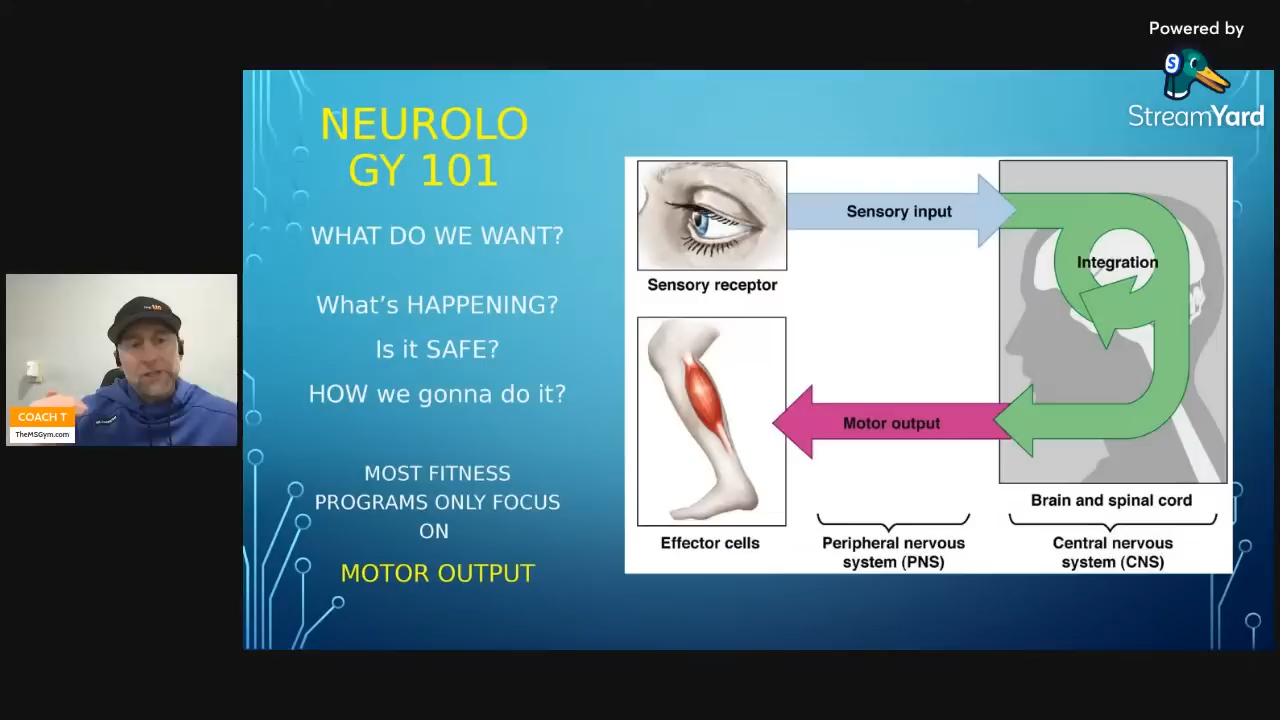 Powered by
StreamYard
NEUROLO
GY 101
WHAT DO WE WANT?
What’s HAPPENING?
Is it SAFE?
HOW we gonna do it?
MOST FITNESS
PROGRAMS ONLY FOCUS
ON
MOTOR OUTPUT
Sensory input
Integration
Sensory receptor
Motor output
Brain and spinal cord
Effector cells
Peripheral nervous
system (PNS)
Central nervous
system (CNS)
COACH T
TheMSGym.com